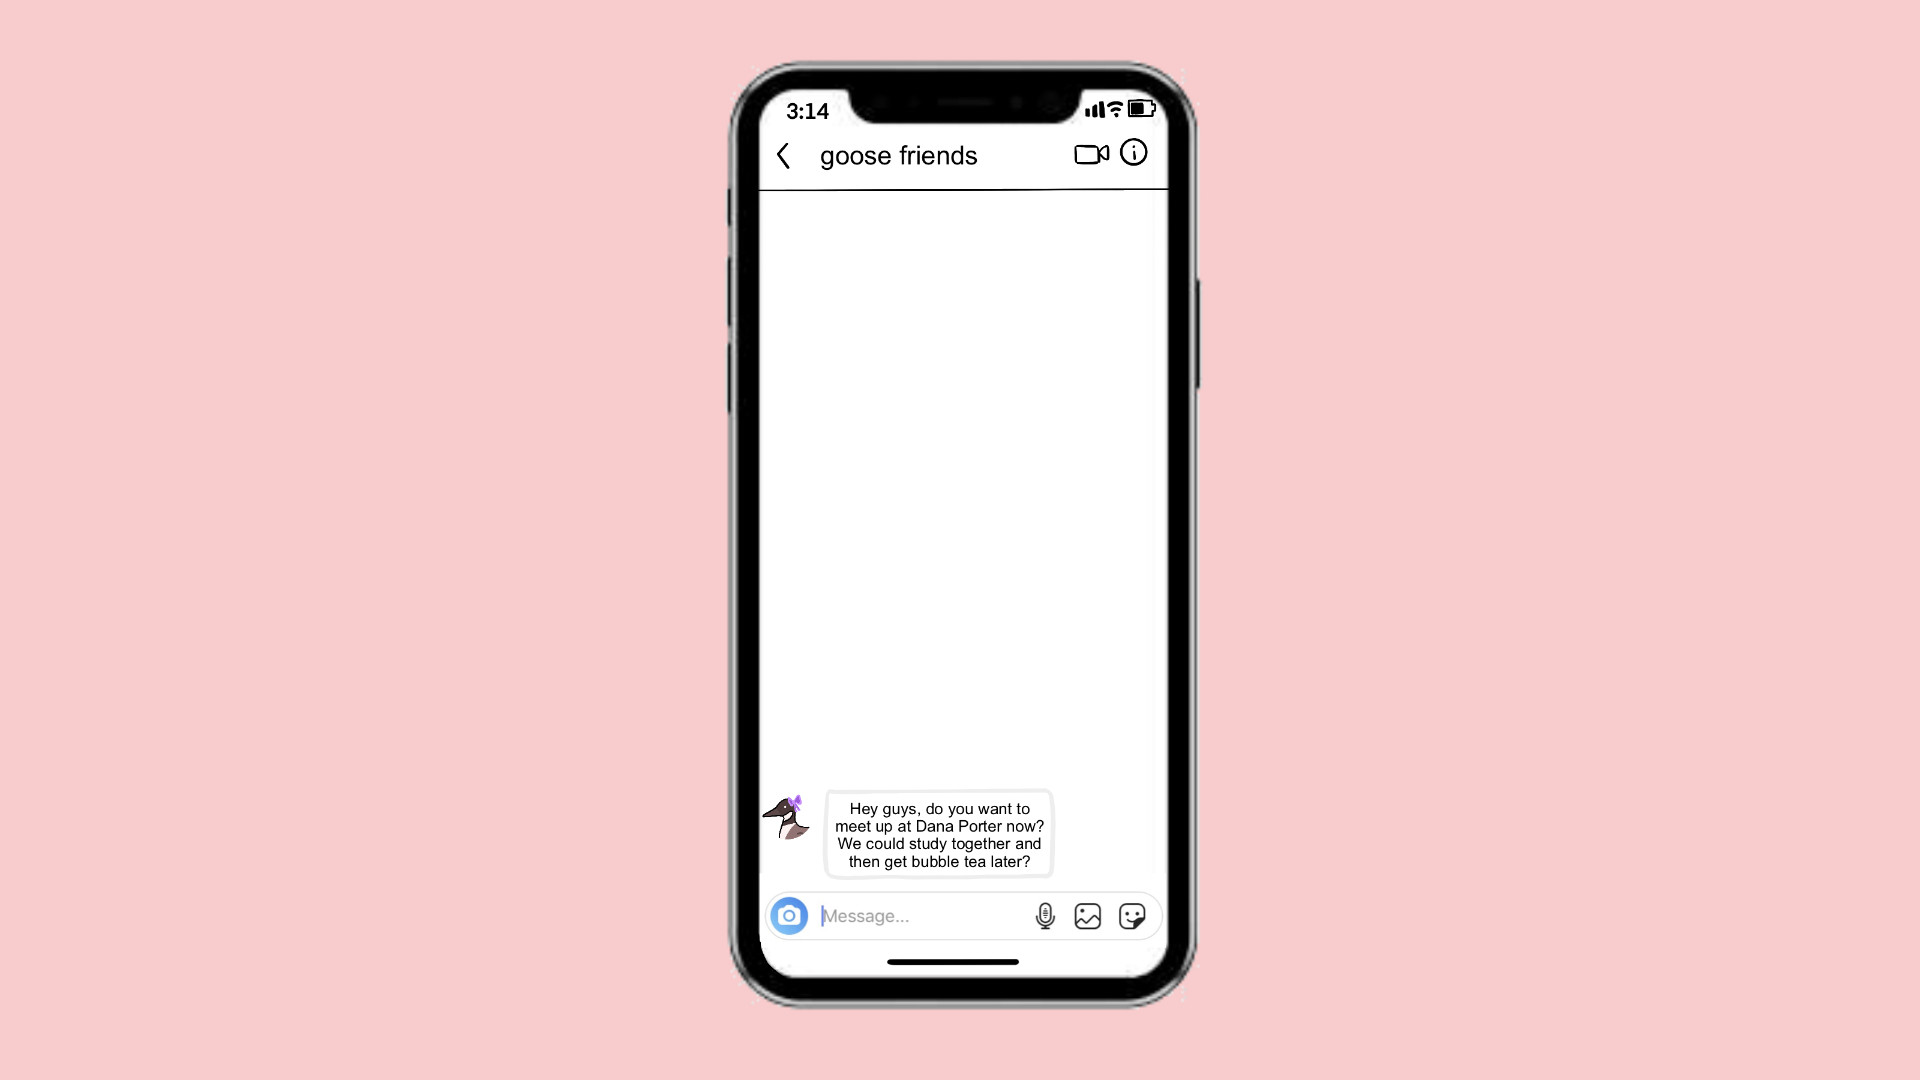 3:14
goose friends
Hey guys, do you want to
meet up at Dana Porter now?
We could study together and
then get bubble tea later?
Message...